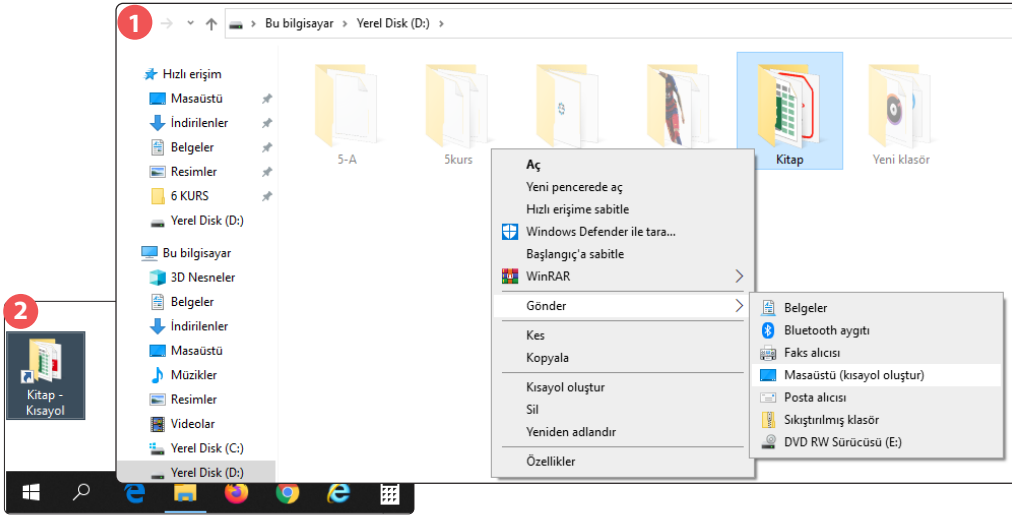 1
Bu bilgisayar > Yerel Disk (D:) >
Hızlı erişim
Masaüstü
İndirilenler
Belgeler
Resimler
6 KURS
Yerel Disk (D:)
Bu bilgisayar
3D Nesneler
Belgeler
İndirilenler
Masaüstü
Müzikler
Resimler
Videolar
Yerel Disk (C:)
Yerel Disk (D:)
5-A
5kurs
Kitap
Yeni klasör
Aç
Yeni pencerede aç
Hızlı erişime sabitle
Windows Defender ile tara...
Başlangıç'a sabitle
WinRAR
Gönder
Kes
Kopyala
Kısayol oluştur
Sil
Yeniden adlandır
Özellikler
Belgeler
Bluetooth aygıtı
Faks alıcısı
Masaüstü (kısayol oluştur)
Posta alıcısı
Sıkıştırılmış klasör
DVD RW Sürücüsü (E:)
2
Kitap -
Kısayol